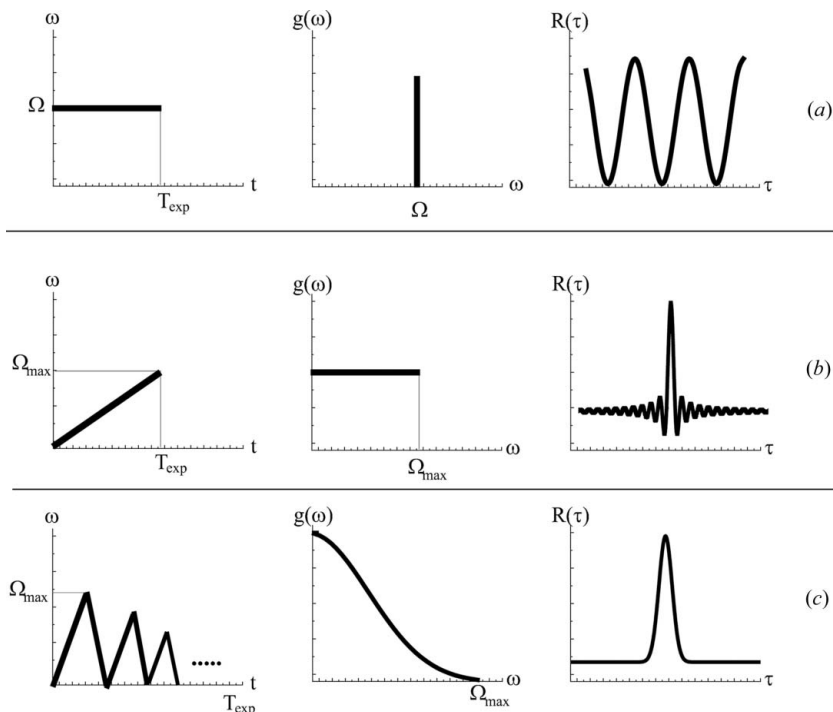 ω g(ω) R(τ)
Ω (a)
T_exp t Ω ω τ
ω g(ω) R(τ)
Ω_max (b)
T_exp t Ω_max ω τ
ω g(ω) R(τ)
Ω_max (c)
.....
T_exp t Ω_max ω τ